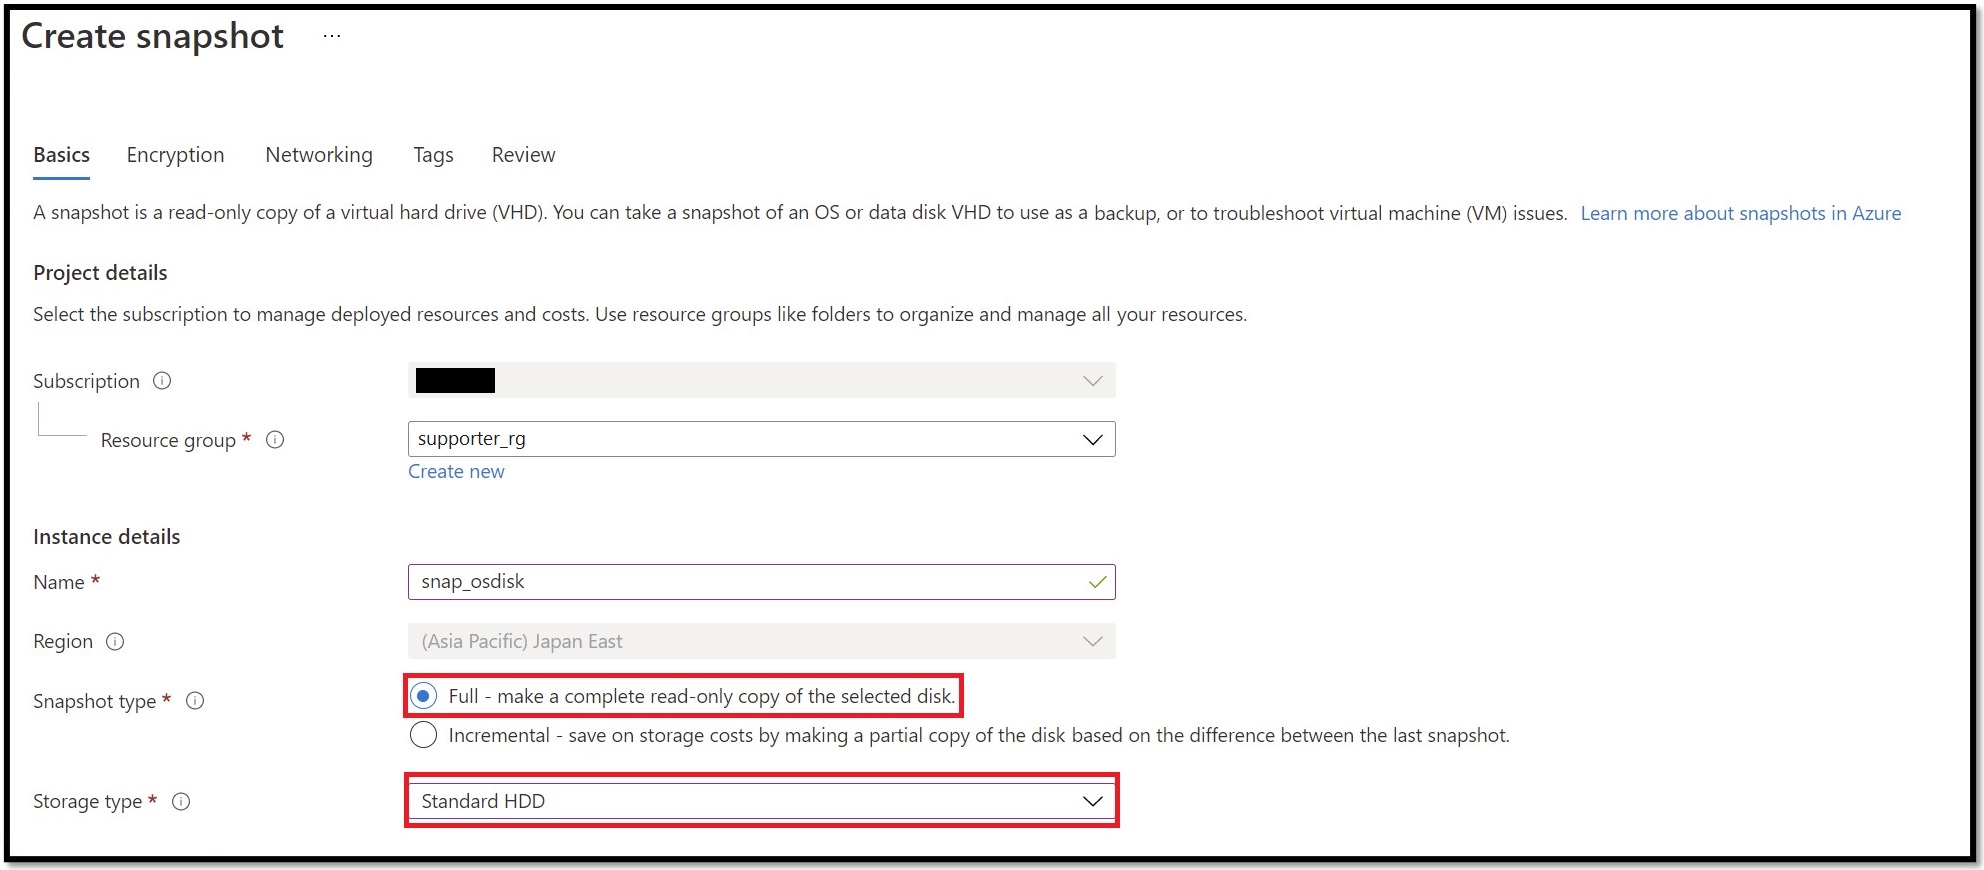 Create snapshot ...
Basics Encryption Networking Tags Review
A snapshot is a read-only copy of a virtual hard drive (VHD). You can take a snapshot of an OS or data disk VHD to use as a backup, or to troubleshoot virtual machine (VM) issues. Learn more about snapshots in Azure
Project details
Select the subscription to manage deployed resources and costs. Use resource groups like folders to organize and manage all your resources.
Subscription
Resource group * supporter_rg
Create new
Instance details
Name * snap_osdisk
Region (Asia Pacific) Japan East
Snapshot type * Full - make a complete read-only copy of the selected disk.
Incremental - save on storage costs by making a partial copy of the disk based on the difference between the last snapshot.
Storage type * Standard HDD